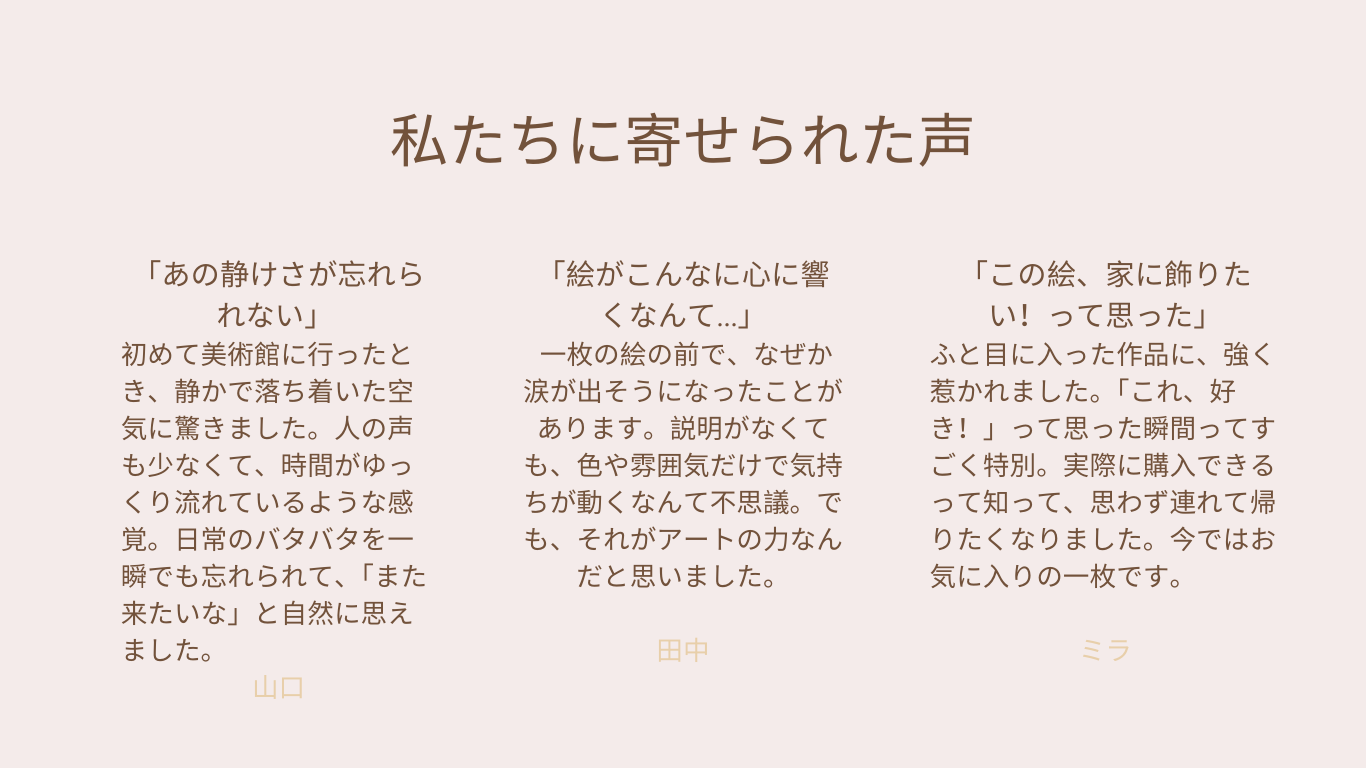 私たちに寄せられた声
「あの静けさが忘れら
れない」
初めて美術館に行ったと
き、静かで落ち着いた空
気に驚きました。人の声
も少なくて、時間がゆっ
くり流れているような感
覚。日常のバタバタを一
瞬でも忘れられて、「また
来たいな」と自然に思え
ました。
山口
「絵がこんなに心に響
くなんて...」
一枚の絵の前で、なぜか
涙が出そうになったことが
あります。説明がなくて
も、色や雰囲気だけで気持
ちが動くなんて不思議。で
も、それがアートの力なん
だと思いました。
田中
「この絵、家に飾りた
い！って思った」
ふと目に入った作品に、強く
惹かれました。「これ、好
き！」って思った瞬間ってす
ごく特別。実際に購入できる
って知って、思わず連れて帰
りたくなりました。今ではお
気に入りの一枚です。
ミラ